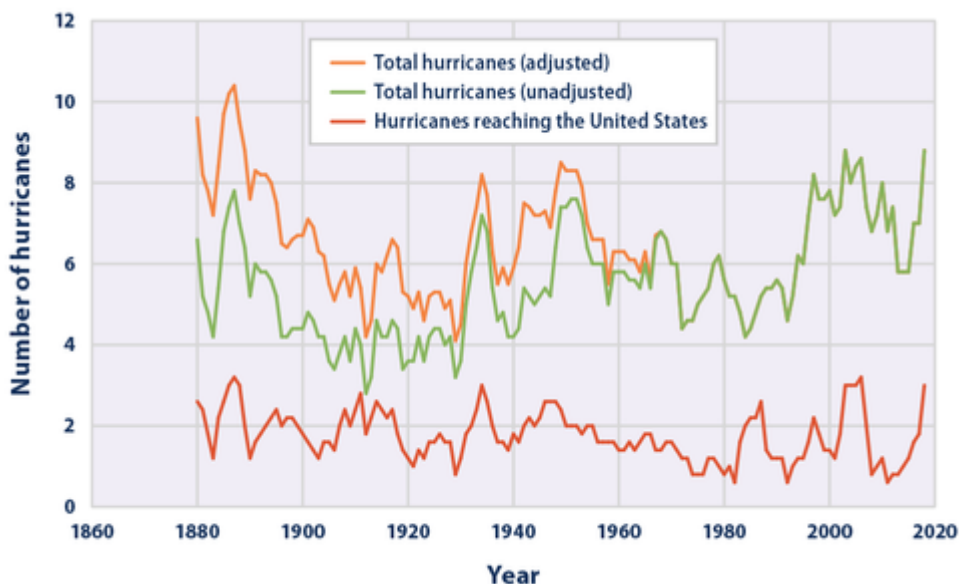 12
10
8
6
4
2
0
Number of hurricanes
Total hurricanes (adjusted)
Total hurricanes (unadjusted)
Hurricanes reaching the United States
1860 1880 1900 1920 1940 1960 1980 2000 2020
Year